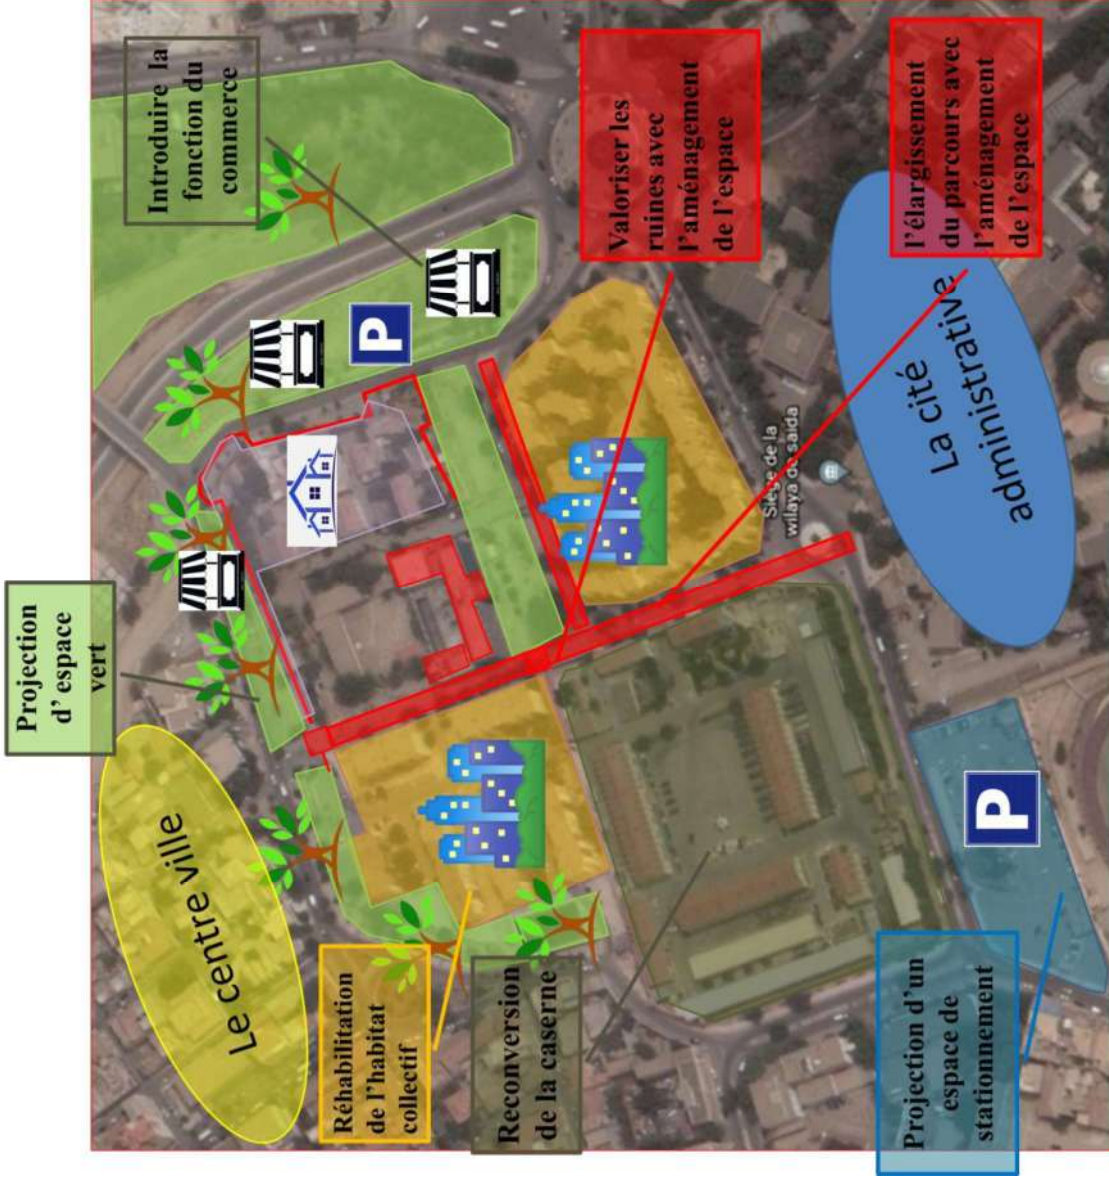 Introduire la
fonction du
commerce
Valoriser les
ruines avec
l'aménagement
de l'espace
l'élargissement
du parcours avec
l'aménagement
de l'espace
Projection
d' espace
vert
P
Siège de la
wilaya de saida
La cité
administrative
Le centre ville
Réhabilitation
de l'habitat
collectif
Reconversion
de la caserne
Projection d'un
espace de
stationnement
P